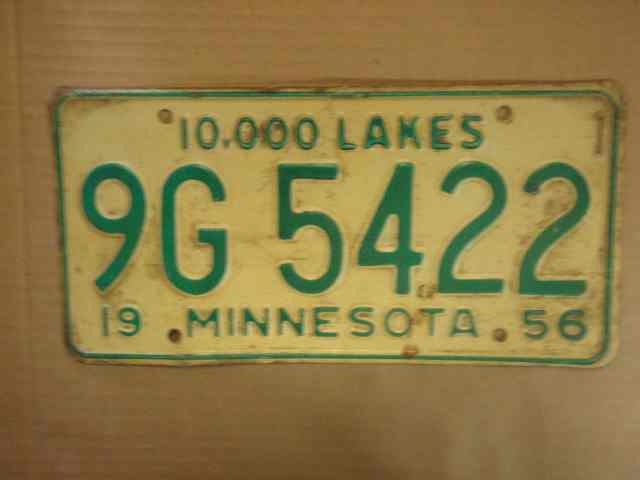 10,000 LAKES
9G 5422
19 MINNESOTA 56